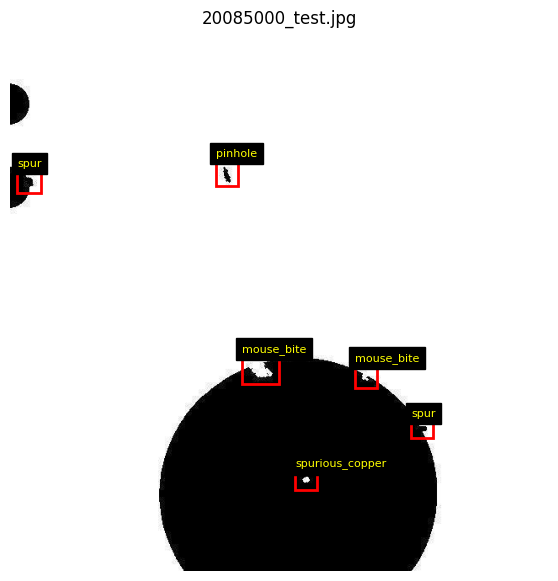 20085000_test.jpg
pinhole
spur
mouse_bite
mouse_bite
spur
spurious_copper